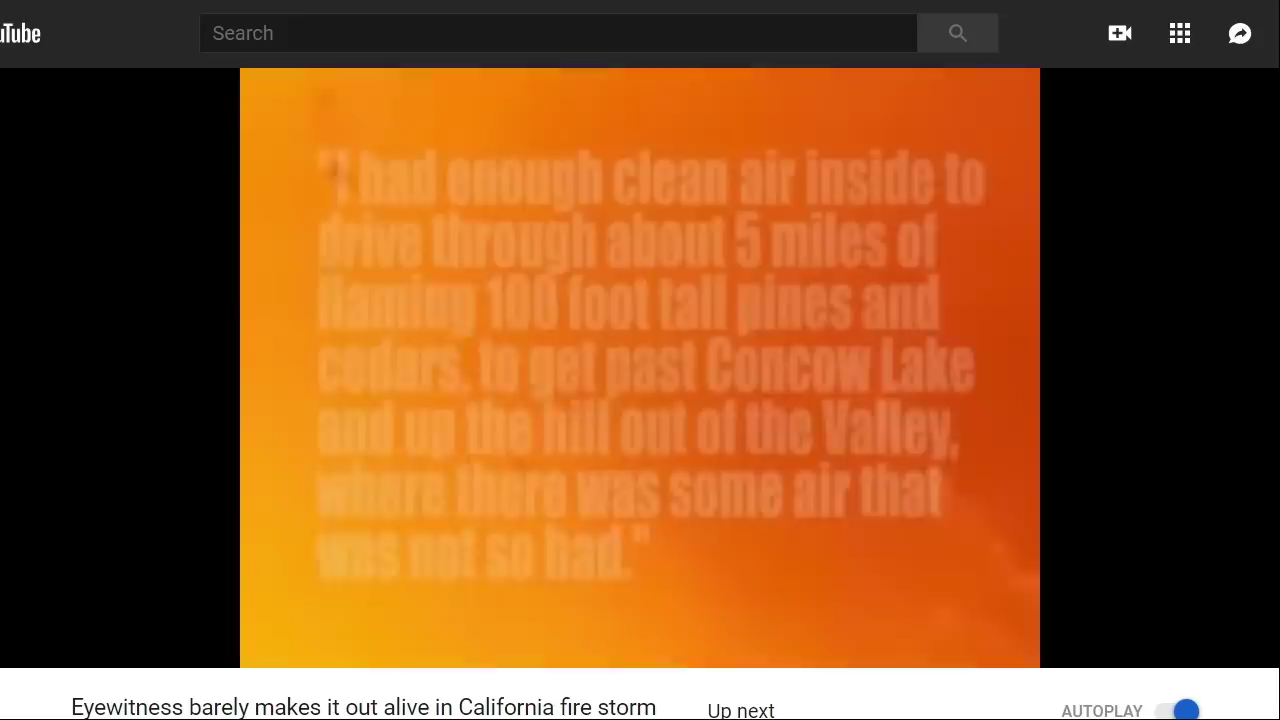 uTube
Search
"I had enough clean air inside to
drive through about 5 miles of
flaming 100 foot tall pines and
cedars, to get past Concow Lake
and up the hill out of the Valley,
where there was some air that
was not so bad."
Eyewitness barely makes it out alive in California fire storm
Up next
AUTOPLAY